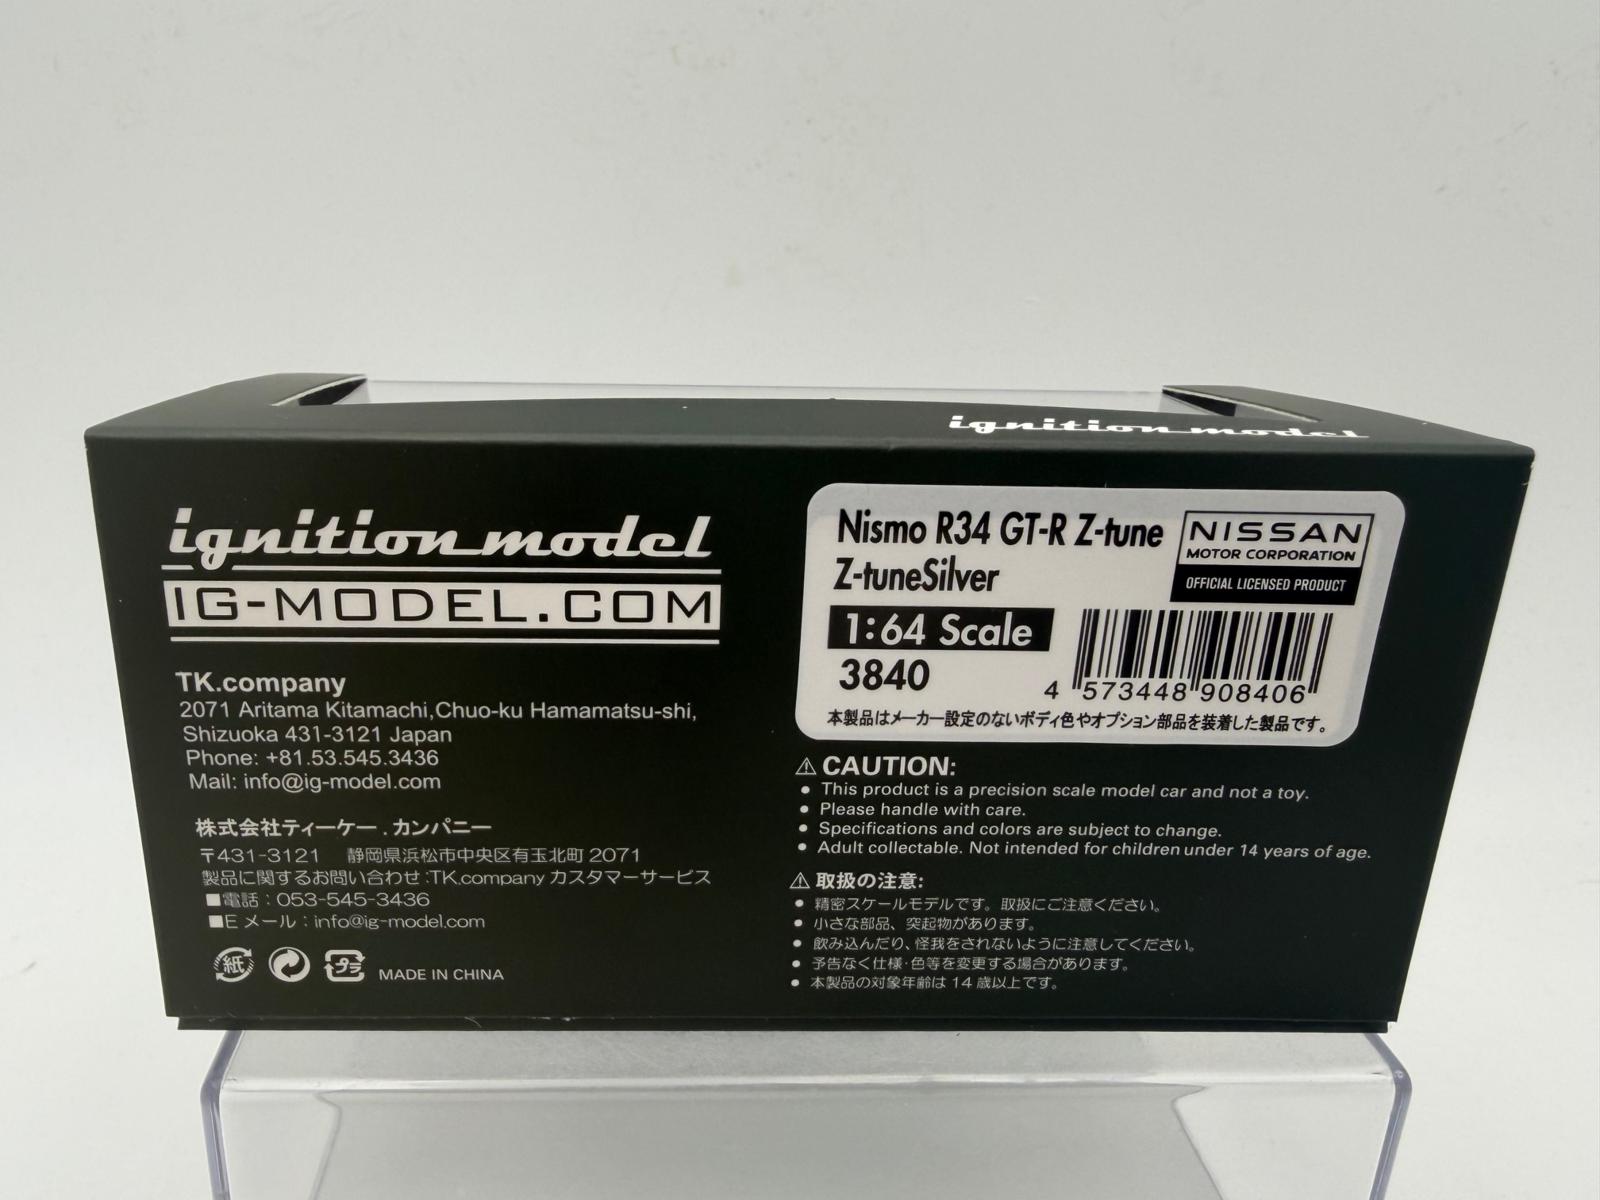 ignition model
ignition model
IG-MODEL.COM
TK.company
2071 Aritama Kitamachi,Chuo-ku Hamamatsu-shi,
Shizuoka 431-3121 Japan
Phone: +81.53.545.3436
Mail: info@ig-model.com
株式会社ティーケー.カンパニー
〒431-3121 静岡県浜松市中央区有玉北町 2071
製品に関するお問い合わせ:TK.company カスタマーサービス
■電話：053-545-3436
■E メール：info@ig-model.com
紙
プラ
MADE IN CHINA
Nismo R34 GT-R Z-tune
Z-tuneSilver
1:64 Scale
3840
NISSAN
MOTOR CORPORATION
OFFICIAL LICENSED PRODUCT
4 573448 908406
本製品はメーカー設定のないボディ色やオプション部品を装着した製品です。
⚠ CAUTION:
● This product is a precision scale model car and not a toy.
● Please handle with care.
● Specifications and colors are subject to change.
● Adult collectable. Not intended for children under 14 years of age.
⚠ 取扱の注意:
● 精密スケールモデルです。取扱にご注意ください。
● 小さな部品、突起物があります。
● 飲み込んだり、怪我をされないように注意してください。
● 予告なく仕様・色等を変更する場合があります。
● 本製品の対象年齢は 14 歳以上です。